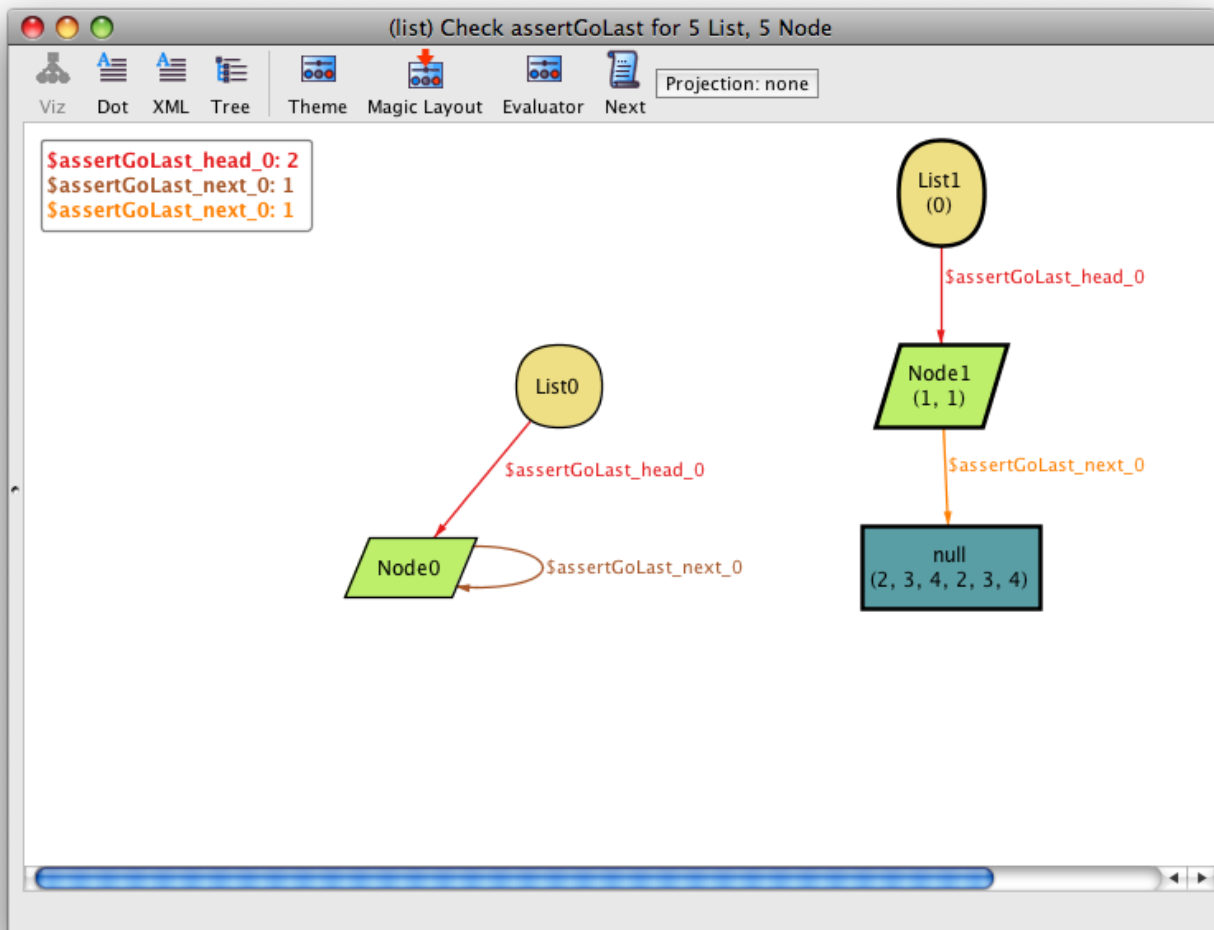 (list) Check assertGoLast for 5 List, 5 Node
Viz Dot XML Tree Theme Magic Layout Evaluator Next Projection: none
$assertGoLast_head_0: 2
$assertGoLast_next_0: 1
$assertGoLast_next_0: 1
List1
(0)
$assertGoLast_head_0
Node1
(1, 1)
List0
$assertGoLast_head_0
$assertGoLast_next_0
null
(2, 3, 4, 2, 3, 4)
Node0
$assertGoLast_next_0